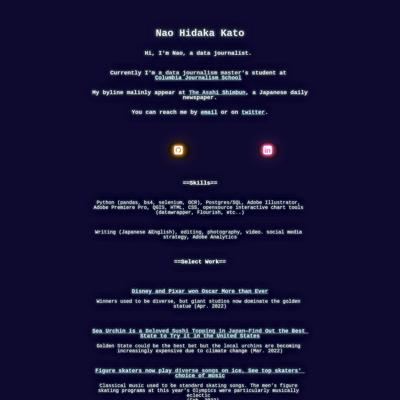 Nao Hidaka Kato
Hi, I'm Nao, a data journalist.
Currently I'm a data journalism master's student at
Columbia Journalism School
My byline malinly appear at The Asahi Shimbun, a Japanese daily
newspaper.
You can reach me by email or on twitter.
in
==Skills==
Python (pandas, bs4, selenium, OCR), Postgres/SQL, Adobe Illustrator,
Adobe Premiere Pro, QGIS, HTML, CSS, opensource interactive chart tools
(datawrapper, Flourish, etc..)
Writing (Japanese &English), editing, photography, video. social media
strategy, Adobe Analytics
==Select Work==
Disney and Pixar won Oscar More than Ever
Winners used to be diverse, but giant studios now dominate the golden
statue (Apr. 2022)
Sea Urchin is a Beloved Sushi Topping in Japan—Find Out the Best
State to Try it in the United States
Golden State could be the best bet but the local urchins are becoming
increasingly expensive due to climate change (Mar. 2022)
Figure skaters now play diverse songs on ice. See top skaters'
choice of music
Classical music used to be standard skating songs. The men's figure
skating programs at this year's Olympics were particularly musically
eclectic
(Feb. 2022)